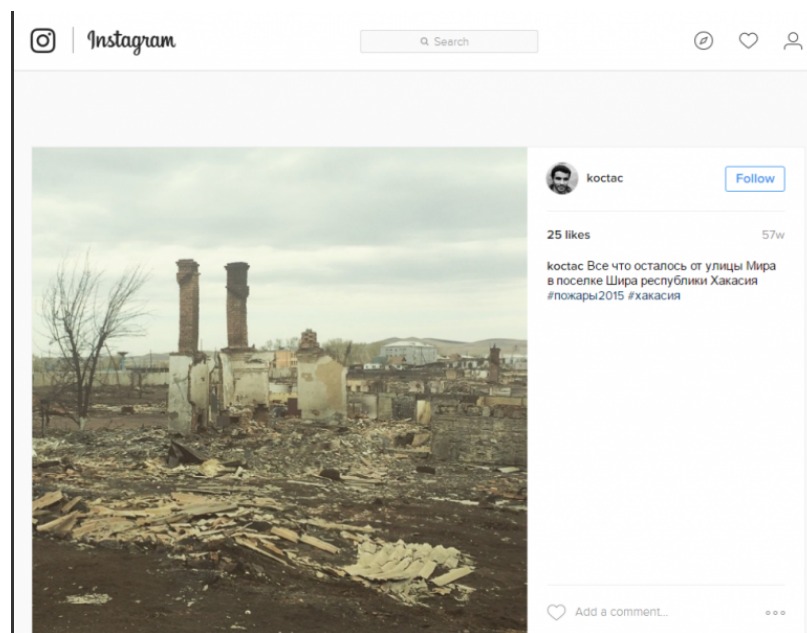 Instagram
Search
koctac
Follow
25 likes
57w
koctac Все что осталось от улицы Мира
в поселке Шира республики Хакасия
#пожары2015 #хакасия
Add a comment...